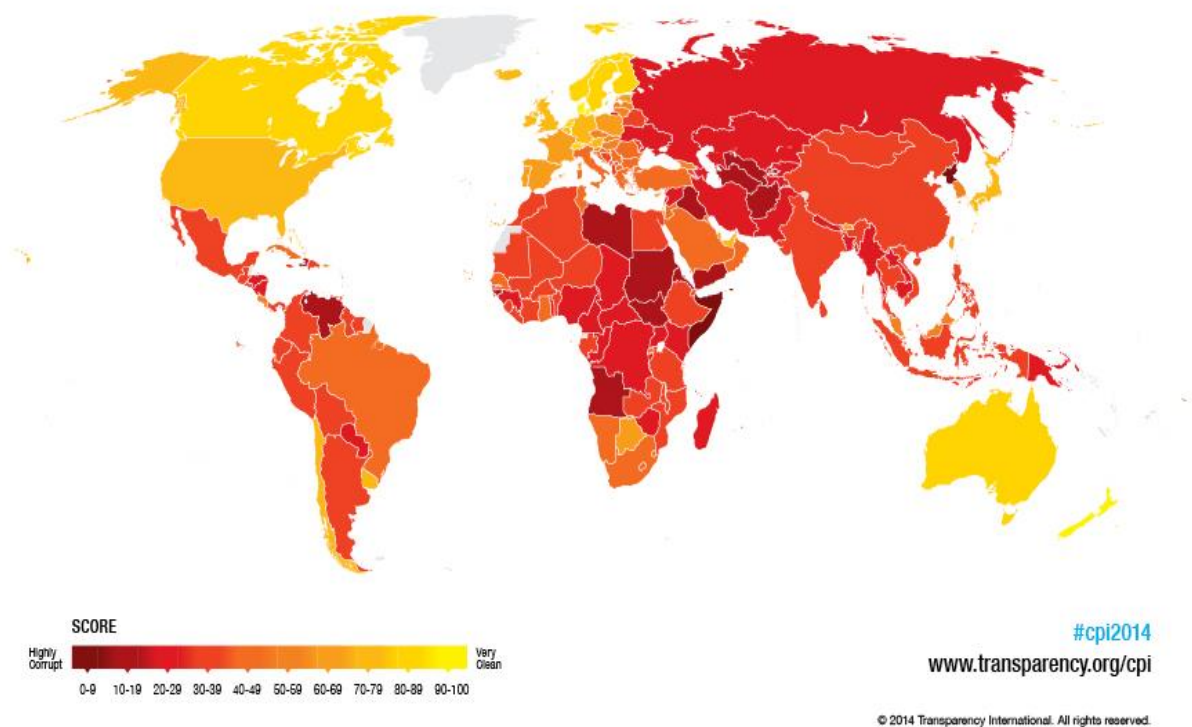 SCORE
Highly
Corrupt
Very
Clean
0-9 10-19 20-29 30-39 40-49 50-59 60-69 70-79 80-89 90-100
#cpi2014
www.transparency.org/cpi
© 2014 Transparency International. All rights reserved.